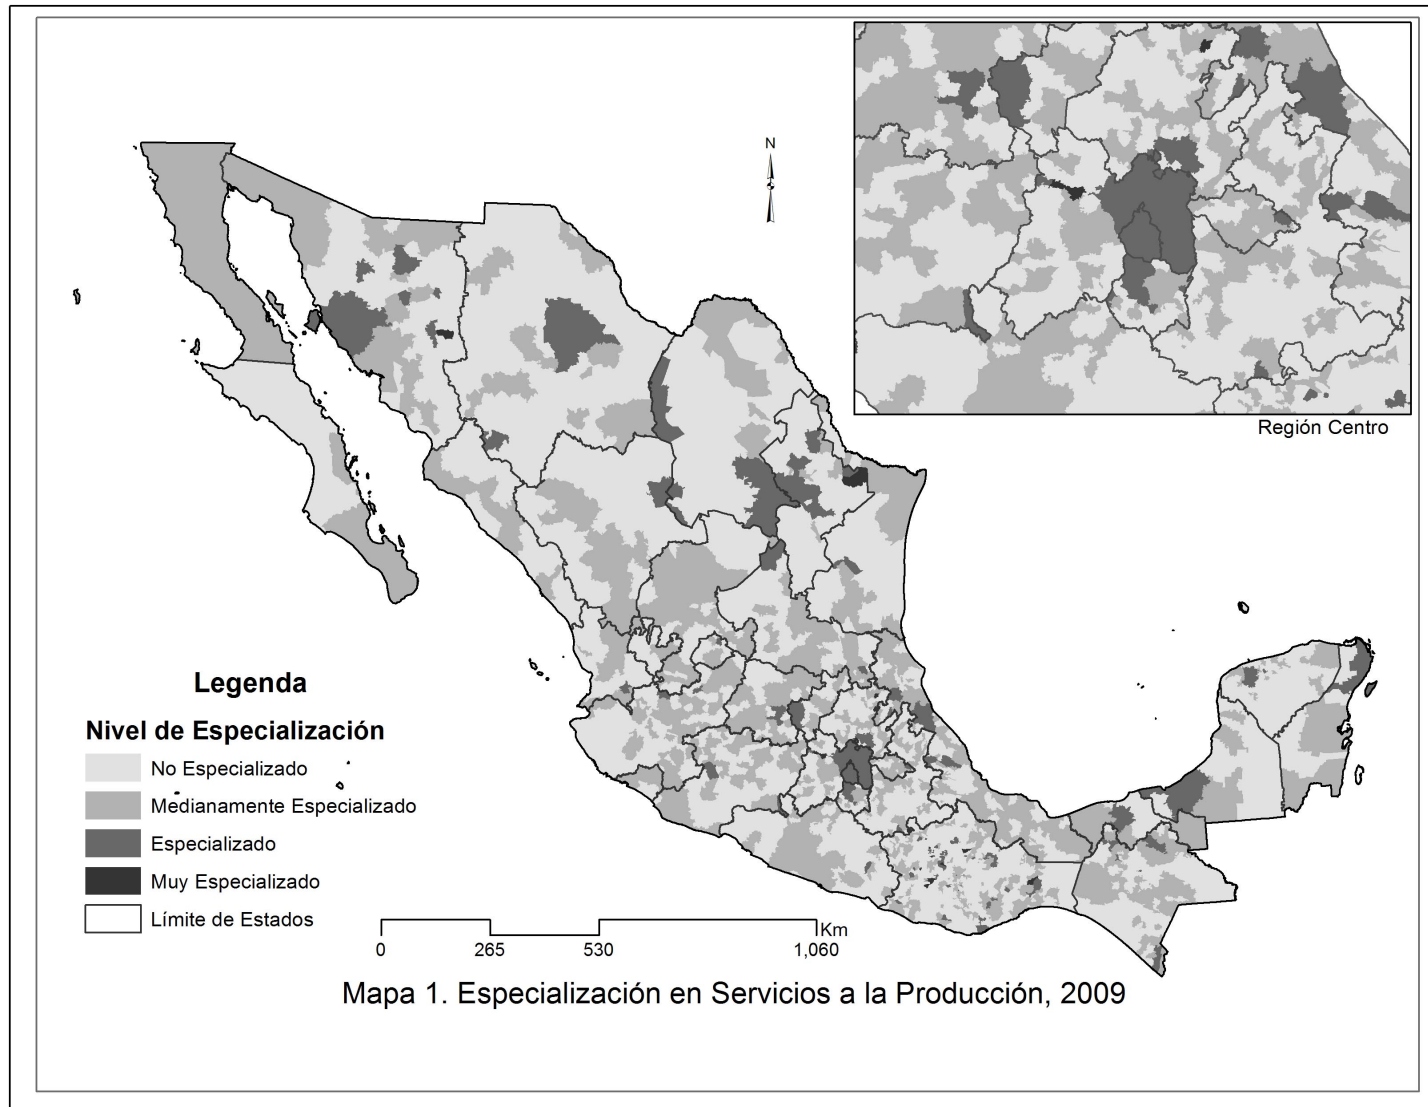 N
Región Centro
Legenda
Nivel de Especialización
No Especializado
Medianamente Especializado
Especializado
Muy Especializado
Límite de Estados
Km
0 265 530 1,060
Mapa 1. Especialización en Servicios a la Producción, 2009